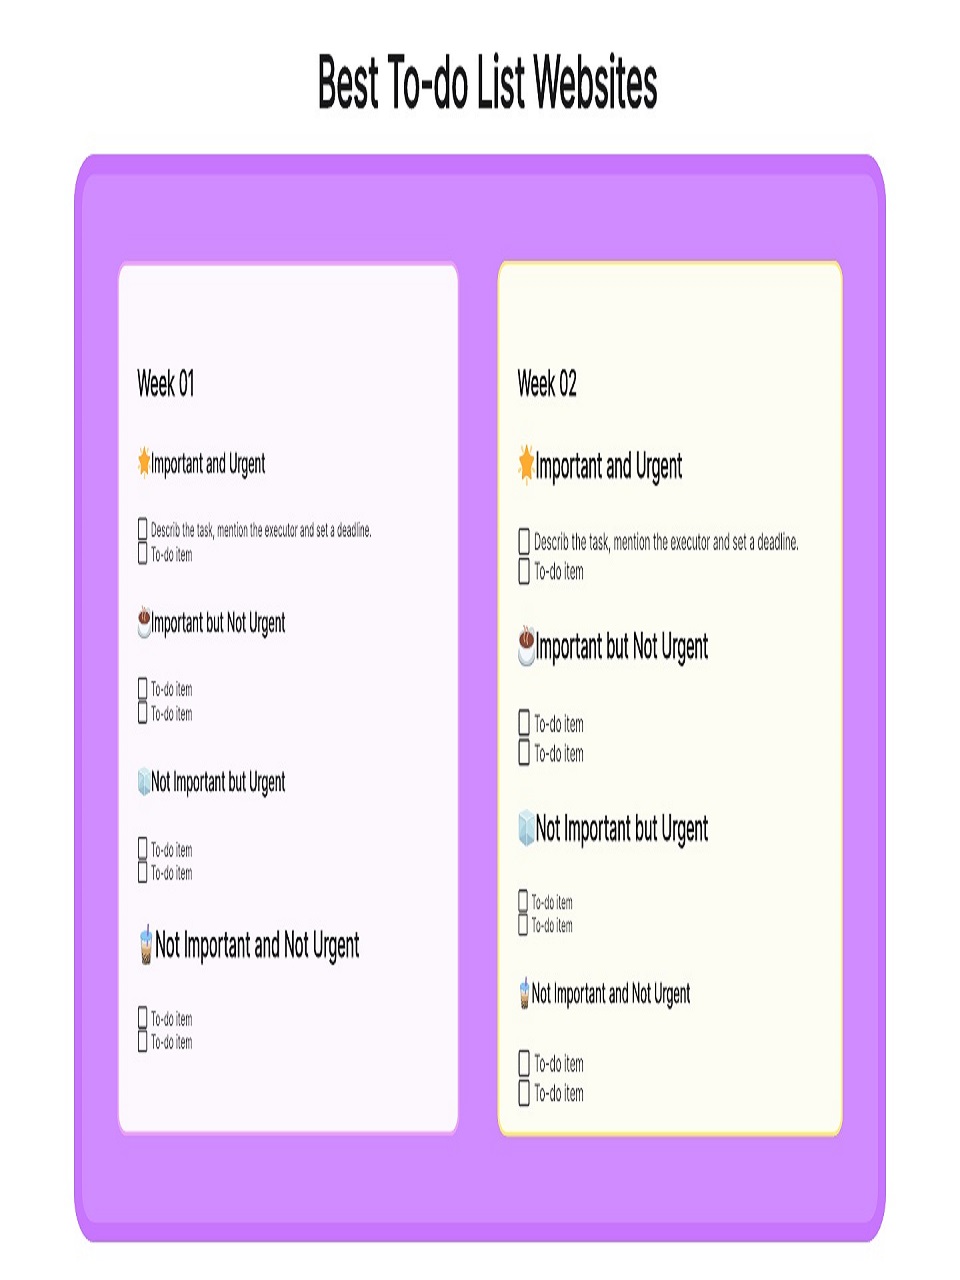 Best To-do List Websites
Week 01
Important and Urgent
Describ the task, mention the executor and set a deadline.
To-do item
Important but Not Urgent
To-do item
To-do item
Not Important but Urgent
To-do item
To-do item
Not Important and Not Urgent
To-do item
To-do item
Week 02
Important and Urgent
Describ the task, mention the executor and set a deadline.
To-do item
Important but Not Urgent
To-do item
To-do item
Not Important but Urgent
To-do item
To-do item
Not Important and Not Urgent
To-do item
To-do item